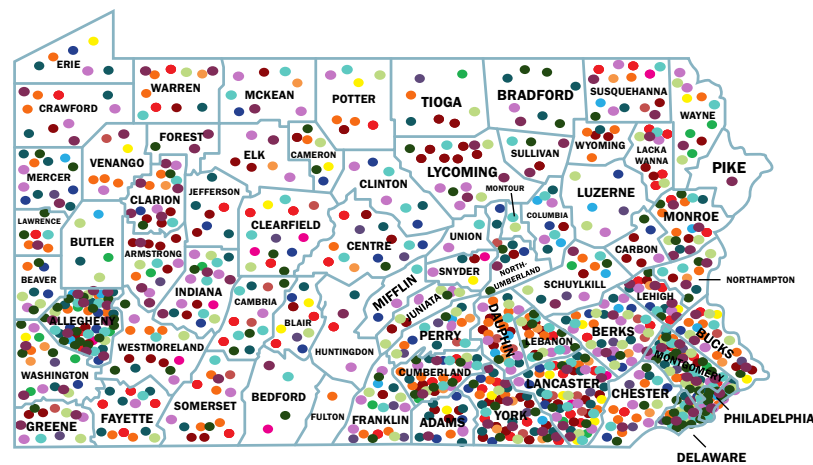 ERIE
WARREN
MCKEAN
POTTER
TIOGA
BRADFORD
SUSQUEHANNA
CRAWFORD
WAYNE
FOREST
VENANGO
ELK
CAMERON
SULLIVAN
WYOMING
LACKA
WANNA
MERCER
CLINTON
LYCOMING
PIKE
JEFFERSON
MONTOUR
LUZERNE
CLARION
LAWRENCE
CLEARFIELD
COLUMBIA
MONROE
BUTLER
CENTRE
UNION
CARBON
ARMSTRONG
SNYDER
NORTH-
UMBERLAND
BEAVER
INDIANA
MIFFLIN
SCHUYLKILL
NORTHAMPTON
CAMBRIA
JUNIATA
LEHIGH
ALLEGHENY
BLAIR
DAUPHIN
PERRY
BERKS
LEBANON
BUCKS
WESTMORELAND
HUNTINGDON
MONTGOMERY
WASHINGTON
CUMBERLAND
LANCASTER
CHESTER
BEDFORD
SOMERSET
FULTON
FRANKLIN
ADAMS
YORK
FAYETTE
PHILADELPHIA
GREENE
DELAWARE